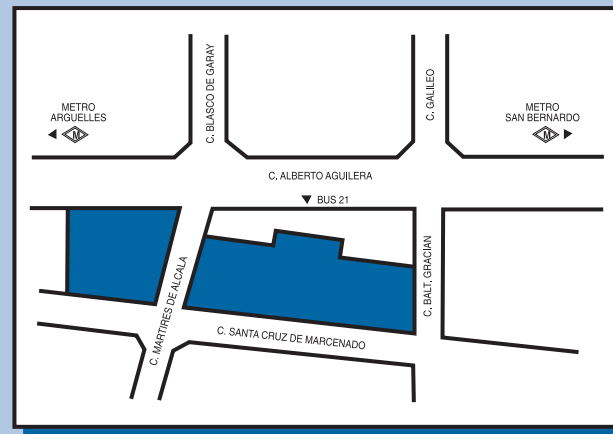 C. BLASCO DE GARAY
C. GALILEO
METRO
ARGUELLES
M
METRO
SAN BERNARDO
M
C. ALBERTO AGUILERA
BUS 21
C. MARTIRES DE ALCALA
C. BALT. GRACIAN
C. SANTA CRUZ DE MARCENADO